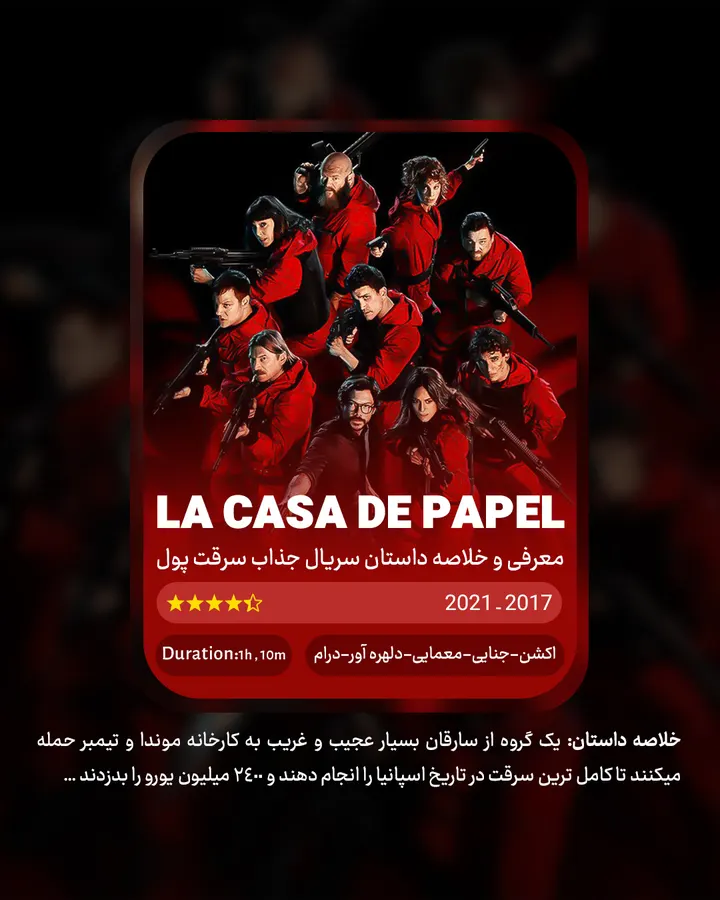 LA CASA DE PAPEL
معرفی و خلاصه داستان سریال جذاب سرقت پول
2017 - 2021
اکشن-جنایی-معمایی-دلهره آور-درام
Duration:1h , 10m
خلاصه داستان: یک گروه از سارقان بسیار عجیب و غریب به کارخانه موندا و تیمبر حمله
میکنند تا کامل ترین سرقت در تاریخ اسپانیا را انجام دهند و ٢٤٠٠ میلیون یورو را بدزدند ...